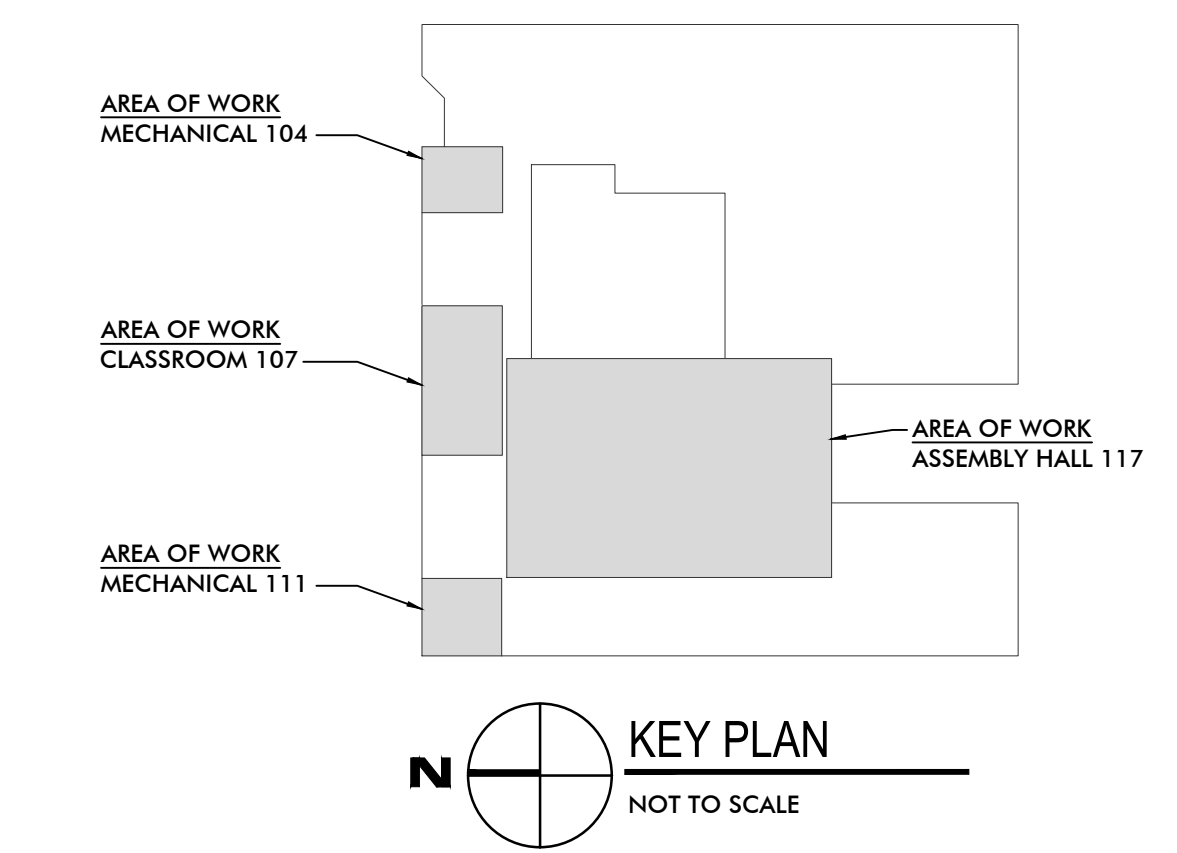 AREA OF WORK
MECHANICAL 104
AREA OF WORK
CLASSROOM 107
AREA OF WORK
ASSEMBLY HALL 117
AREA OF WORK
MECHANICAL 111
N
KEY PLAN
NOT TO SCALE